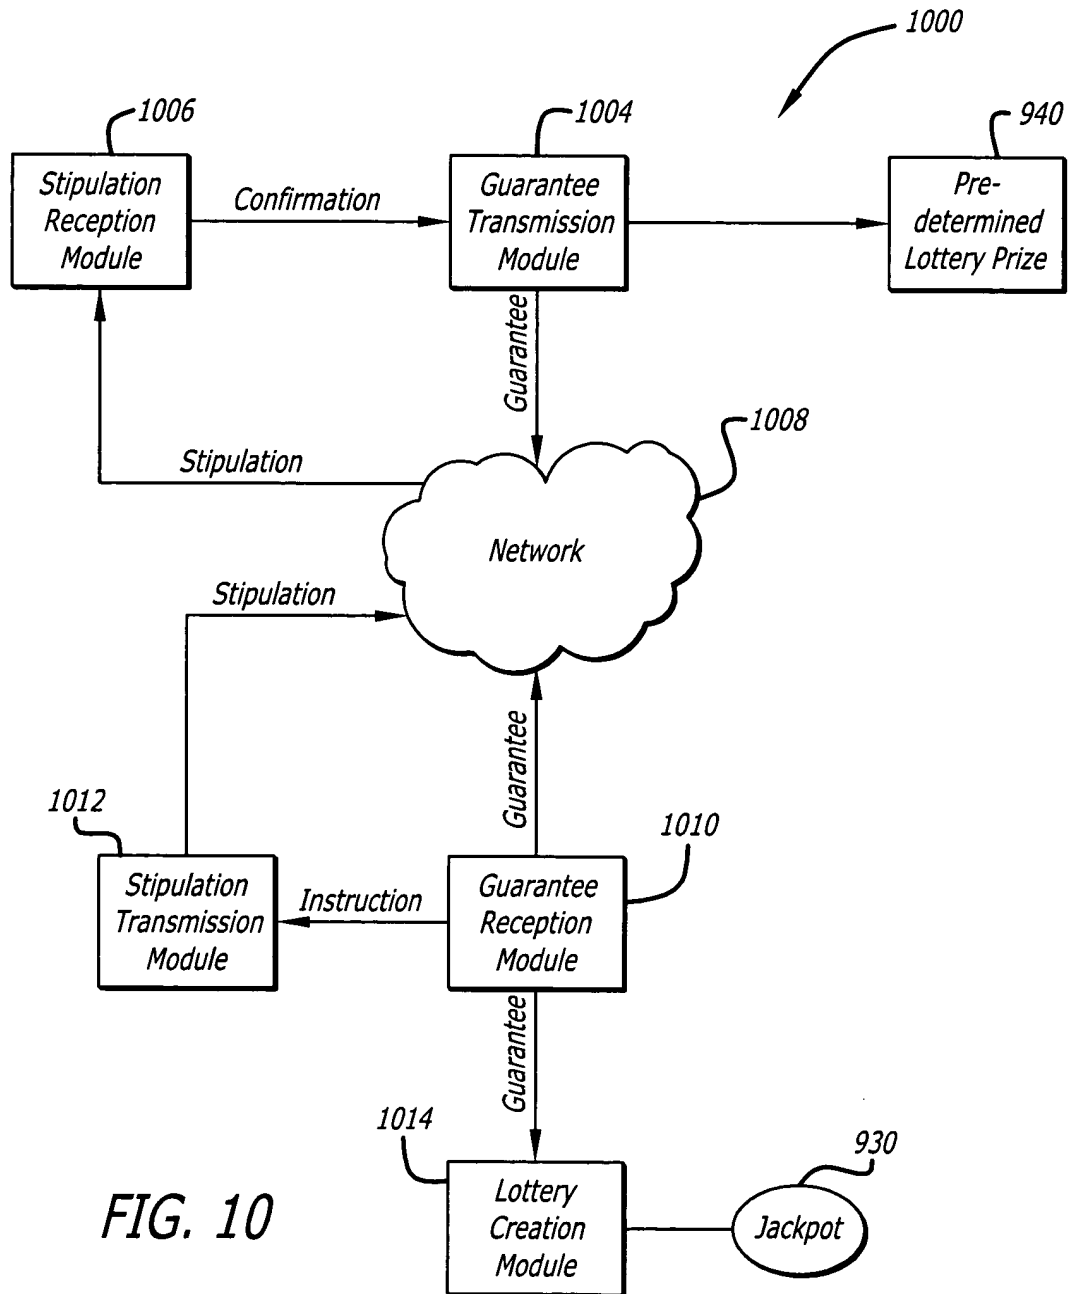 1000
1006
1004
940
Stipulation
Reception
Module
Confirmation
Guarantee
Transmission
Module
Pre-
determined
Lottery Prize
Guarantee
1008
Stipulation
Network
Stipulation
Guarantee
1012
1010
Stipulation
Transmission
Module
Instruction
Guarantee
Reception
Module
Guarantee
1014
930
Lottery
Creation
Module
Jackpot
FIG. 10